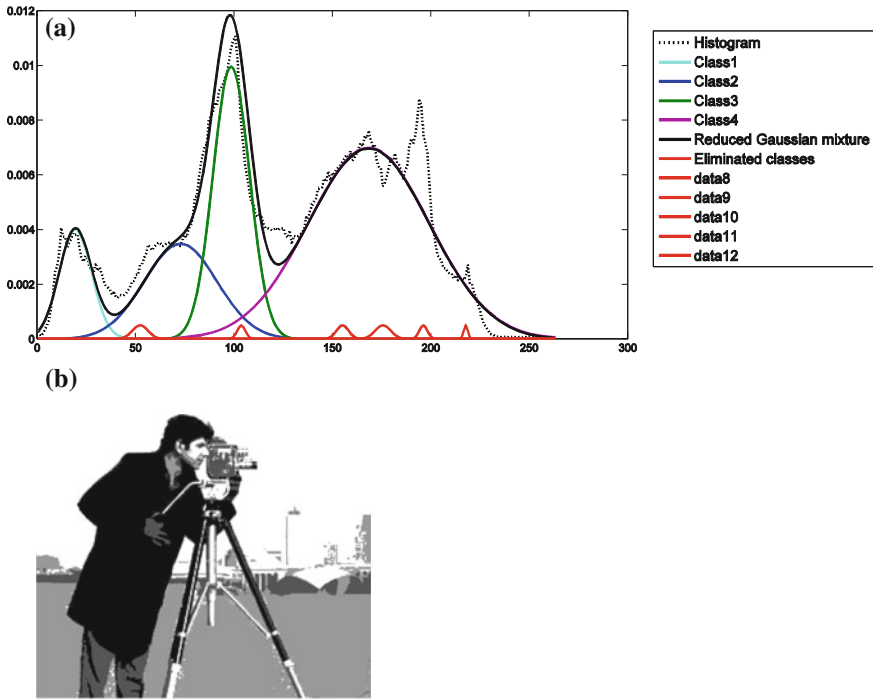 (a)
0.012
0.01
0.008
0.006
0.004
0.002
0
0 50 100 150 200 250 300
Histogram
Class1
Class2
Class3
Class4
Reduced Gaussian mixture
Eliminated classes
data8
data9
data10
data11
data12
(b)